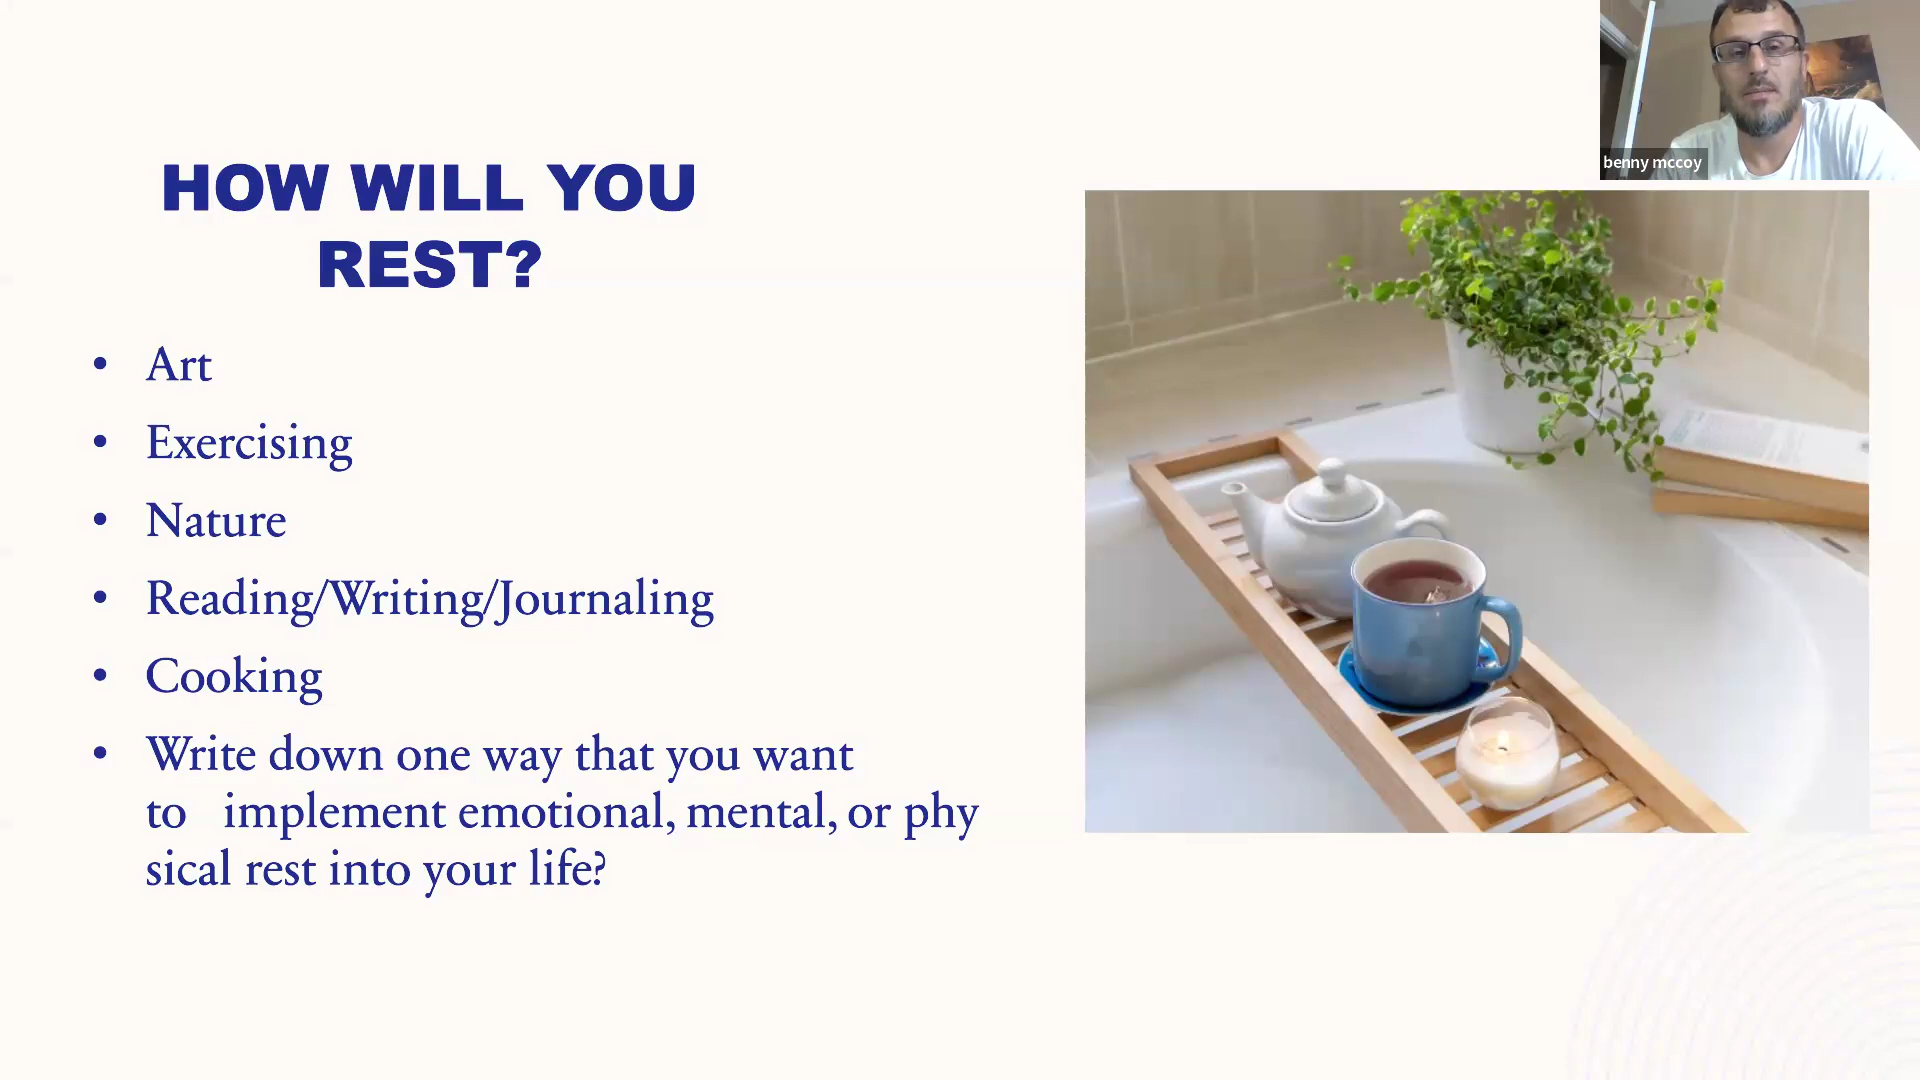 HOW WILL YOU
REST?
• Art
• Exercising
• Nature
• Reading/Writing/Journaling
• Cooking
• Write down one way that you want
to implement emotional, mental, or phy
sical rest into your life?
benny mccoy